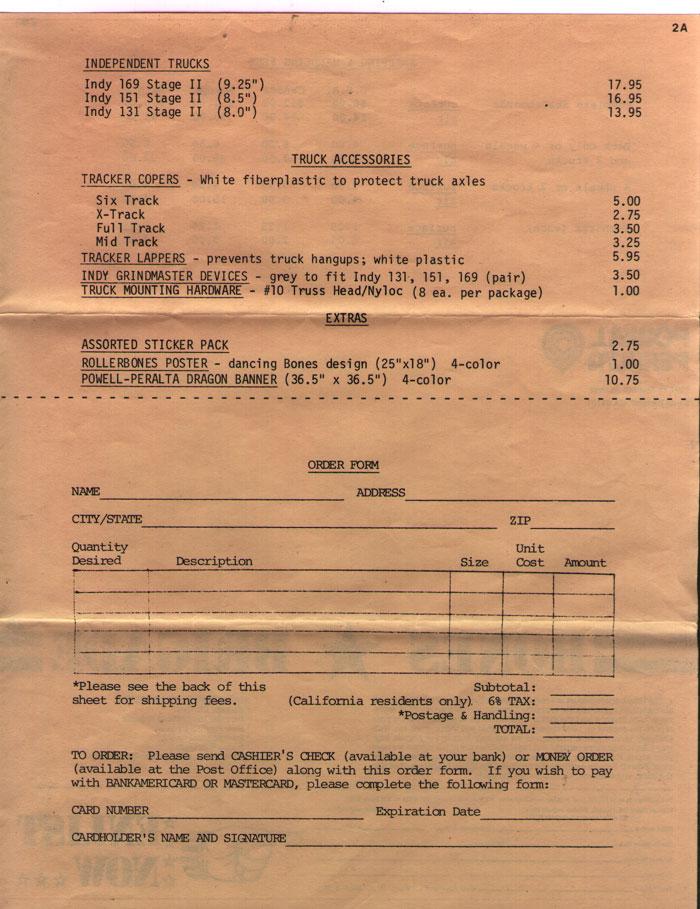 2A
INDEPENDENT TRUCKS
Indy 169 Stage II (9.25") 17.95
Indy 151 Stage II (8.5") 16.95
Indy 131 Stage II (8.0") 13.95
TRUCK ACCESSORIES
TRACKER COPERS - White fiberplastic to protect truck axles
Six Track 5.00
X-Track 2.75
Full Track 3.50
Mid Track 3.25
TRACKER LAPPERS - prevents truck hangups; white plastic 5.95
INDY GRINDMASTER DEVICES - grey to fit Indy 131, 151, 169 (pair) 3.50
TRUCK MOUNTING HARDWARE - #10 Truss Head/Nyloc (8 ea. per package) 1.00
EXTRAS
ASSORTED STICKER PACK 2.75
ROLLERBONES POSTER - dancing Bones design (25"x18") 4-color 1.00
POWELL-PERALTA DRAGON BANNER (36.5" x 36.5") 4-color 10.75
ORDER FORM
NAME ADDRESS
CITY/STATE ZIP
Quantity Desired Description Size Unit Cost Amount
*Please see the back of this Subtotal:
sheet for shipping fees. (California residents only) 6% TAX:
*Postage & Handling:
TOTAL:
TO ORDER: Please send CASHIER'S CHECK (available at your bank) or MONEY ORDER
(available at the Post Office) along with this order form. If you wish to pay
with BANKAMERICARD OR MASTERCARD, please complete the following form:
CARD NUMBER Expiration Date
CARDHOLDER'S NAME AND SIGNATURE